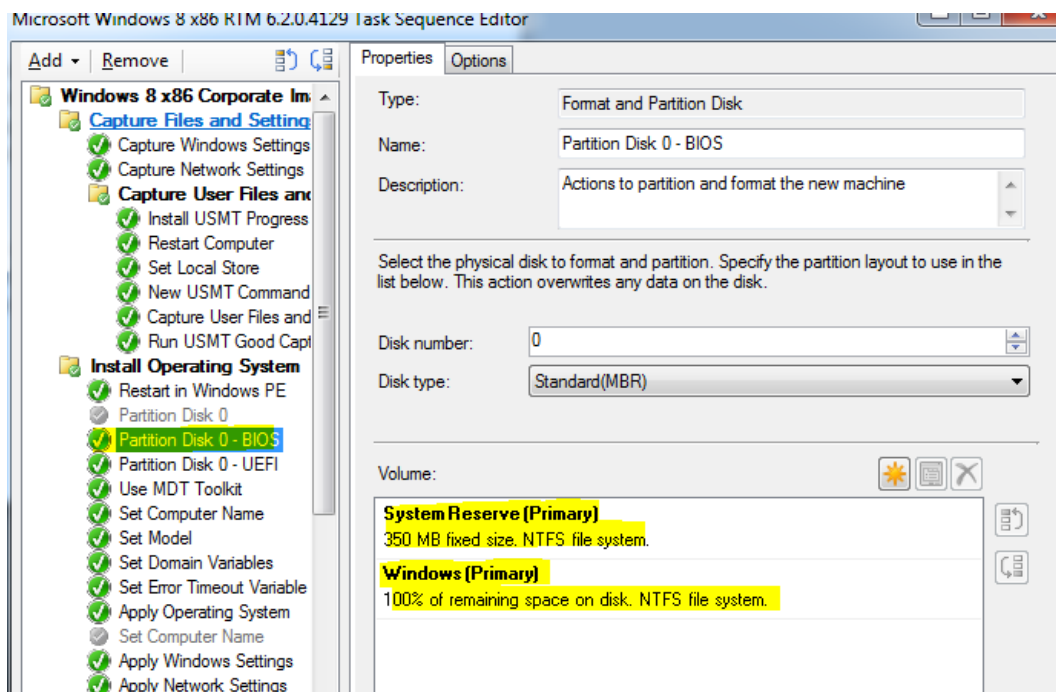 Microsoft Windows 8 x86 RTM 6.2.0.4129 Task Sequence Editor
Add
Remove
Windows 8 x86 Corporate Im
Capture Files and Setting
Capture Windows Settings
Capture Network Settings
Capture User Files and
Install USMT Progress
Restart Computer
Set Local Store
New USMT Command
Capture User Files and
Run USMT Good Capt
Install Operating System
Restart in Windows PE
Partition Disk 0
Partition Disk 0 - BIOS
Partition Disk 0 - UEFI
Use MDT Toolkit
Set Computer Name
Set Model
Set Domain Variables
Set Error Timeout Variable
Apply Operating System
Set Computer Name
Apply Windows Settings
Apply Network Settings
Properties
Options
Type:
Format and Partition Disk
Name:
Partition Disk 0 - BIOS
Description:
Actions to partition and format the new machine
Select the physical disk to format and partition. Specify the partition layout to use in the
list below. This action overwrites any data on the disk.
Disk number:
0
Disk type:
Standard(MBR)
Volume:
System Reserve (Primary)
350 MB fixed size. NTFS file system.
Windows (Primary)
100% of remaining space on disk. NTFS file system.